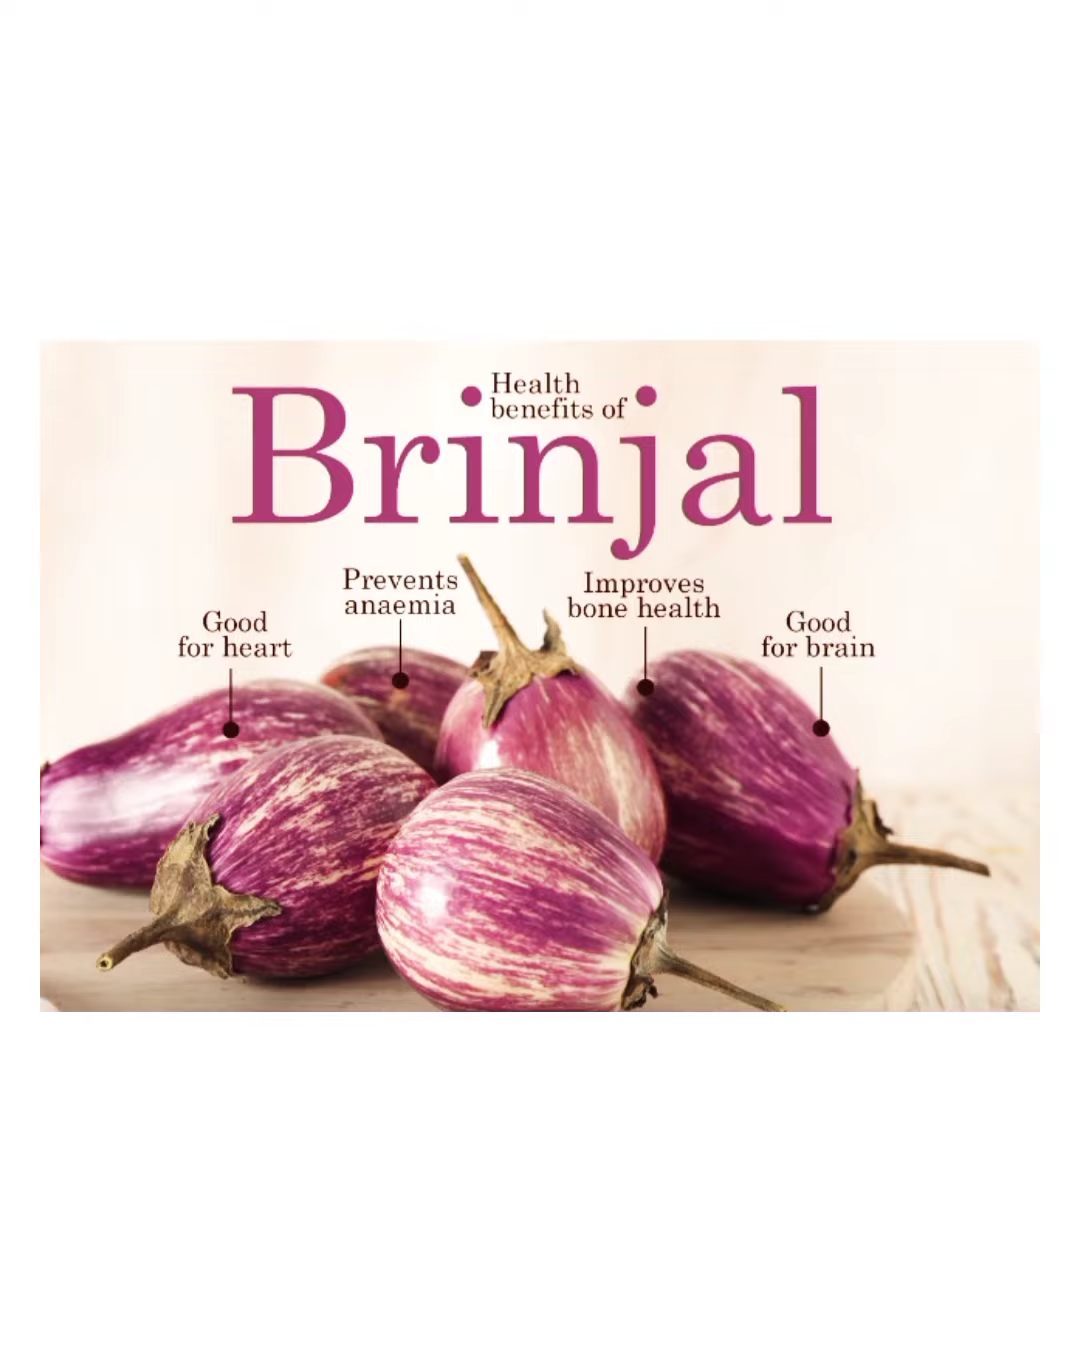 Health
benefits of
Brinjal
Prevents
anaemia
Improves
bone health
Good
for heart
Good
for brain